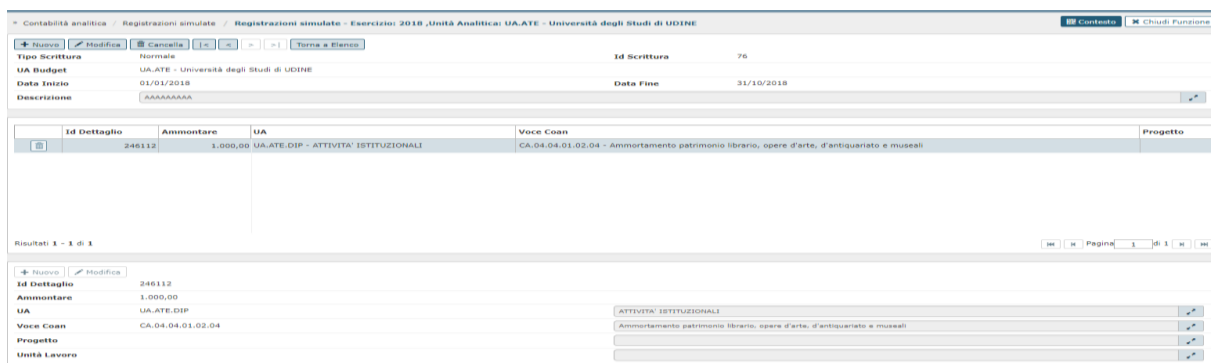 Contabilità analitica / Registrazioni simulate / Registrazioni simulate - Esercizio: 2018 ,Unità Analitica: UA.ATE - Università degli Studi di UDINE Contesto Chiudi Funzione
Nuovo Modifica Cancella |< < > >| Torna a Elenco
Tipo Scrittura Normale Id Scrittura 76
UA Budget UA.ATE - Università degli Studi di UDINE
Data Inizio 01/01/2018 Data Fine 31/10/2018
Descrizione AAAAAAAAA
Id Dettaglio Ammontare UA Voce Coan Progetto
246112 1.000,00 UA.ATE.DIP - ATTIVITA' ISTITUZIONALI CA.04.04.01.02.04 - Ammortamento patrimonio librario, opere d'arte, d'antiquariato e museali
Risultati 1 - 1 di 1 Pagina 1 di 1
Nuovo Modifica
Id Dettaglio 246112
Ammontare 1.000,00
UA UA.ATE.DIP ATTIVITA' ISTITUZIONALI
Voce Coan CA.04.04.01.02.04 Ammortamento patrimonio librario, opere d'arte, d'antiquariato e museali
Progetto
Unità Lavoro